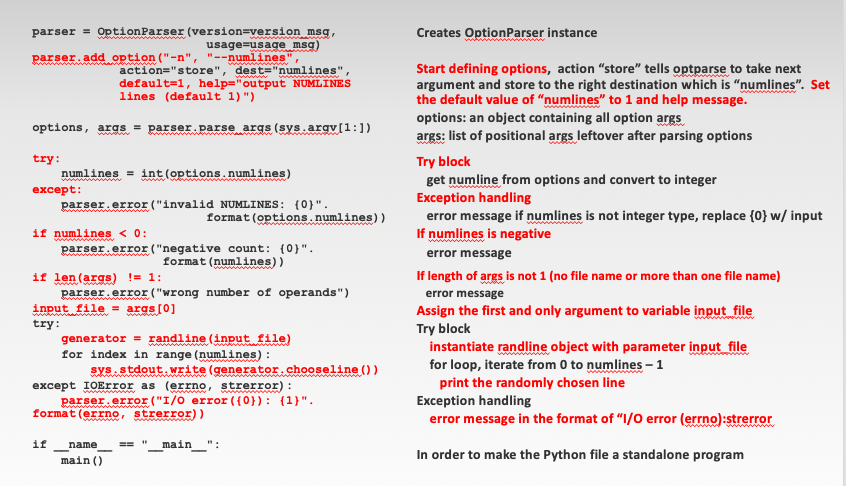 parser = OptionParser(version=version_msg,
usage=usage_msg)
parser.add_option("-n", "--numlines",
action="store", dest="numlines",
default=1, help="output NUMLINES
lines (default 1)")
options, args = parser.parse_args(sys.argv[1:])
try:
numlines = int(options.numlines)
except:
parser.error("invalid NUMLINES: {0}".
format(options.numlines))
if numlines < 0:
parser.error("negative count: {0}".
format(numlines))
if len(args) != 1:
parser.error("wrong number of operands")
input_file = args[0]
try:
generator = randline(input_file)
for index in range(numlines):
sys.stdout.write(generator.chooseline())
except IOError as (errno, strerror):
parser.error("I/O error({0}): {1}".
format(errno, strerror))
if __name__ == "__main__":
main()
Creates OptionParser instance
Start defining options, action “store” tells optparse to take next
argument and store to the right destination which is “numlines”. Set
the default value of “numlines” to 1 and help message.
options: an object containing all option args
args: list of positional args leftover after parsing options
Try block
get numline from options and convert to integer
Exception handling
error message if numlines is not integer type, replace {0} w/ input
If numlines is negative
error message
If length of args is not 1 (no file name or more than one file name)
error message
Assign the first and only argument to variable input_file
Try block
instantiate randline object with parameter input_file
for loop, iterate from 0 to numlines – 1
print the randomly chosen line
Exception handling
error message in the format of “I/O error (errno):strerror
In order to make the Python file a standalone program